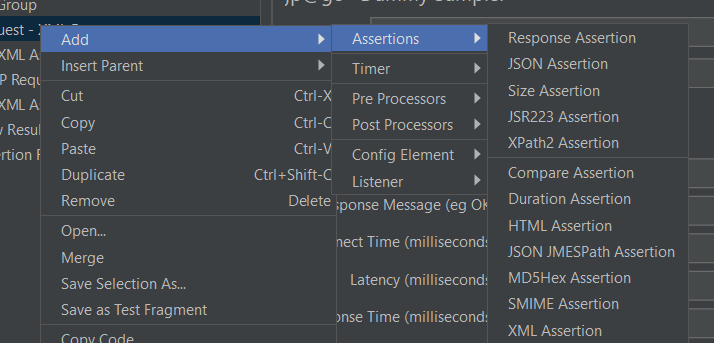 Group
jp@gc - Dummy Sampler
uest - XML
Add
Insert Parent
Cut Ctrl-X
Copy Ctrl-C
Paste Ctrl-V
Duplicate Ctrl+Shift-C
Remove Delete
Open...
Merge
Save Selection As...
Save as Test Fragment
Copy Code
Assertions
Timer
Pre Processors
Post Processors
Config Element
Listener
Response Assertion
JSON Assertion
Size Assertion
JSR223 Assertion
XPath2 Assertion
Compare Assertion
Duration Assertion
HTML Assertion
JSON JMESPath Assertion
MD5Hex Assertion
SMIME Assertion
XML Assertion
XML A
P Requ
XML A
w Resul
ertion R
sponse Message (eg OK
nect Time (milliseconds
Latency (milliseconds
onse Time (milliseconds